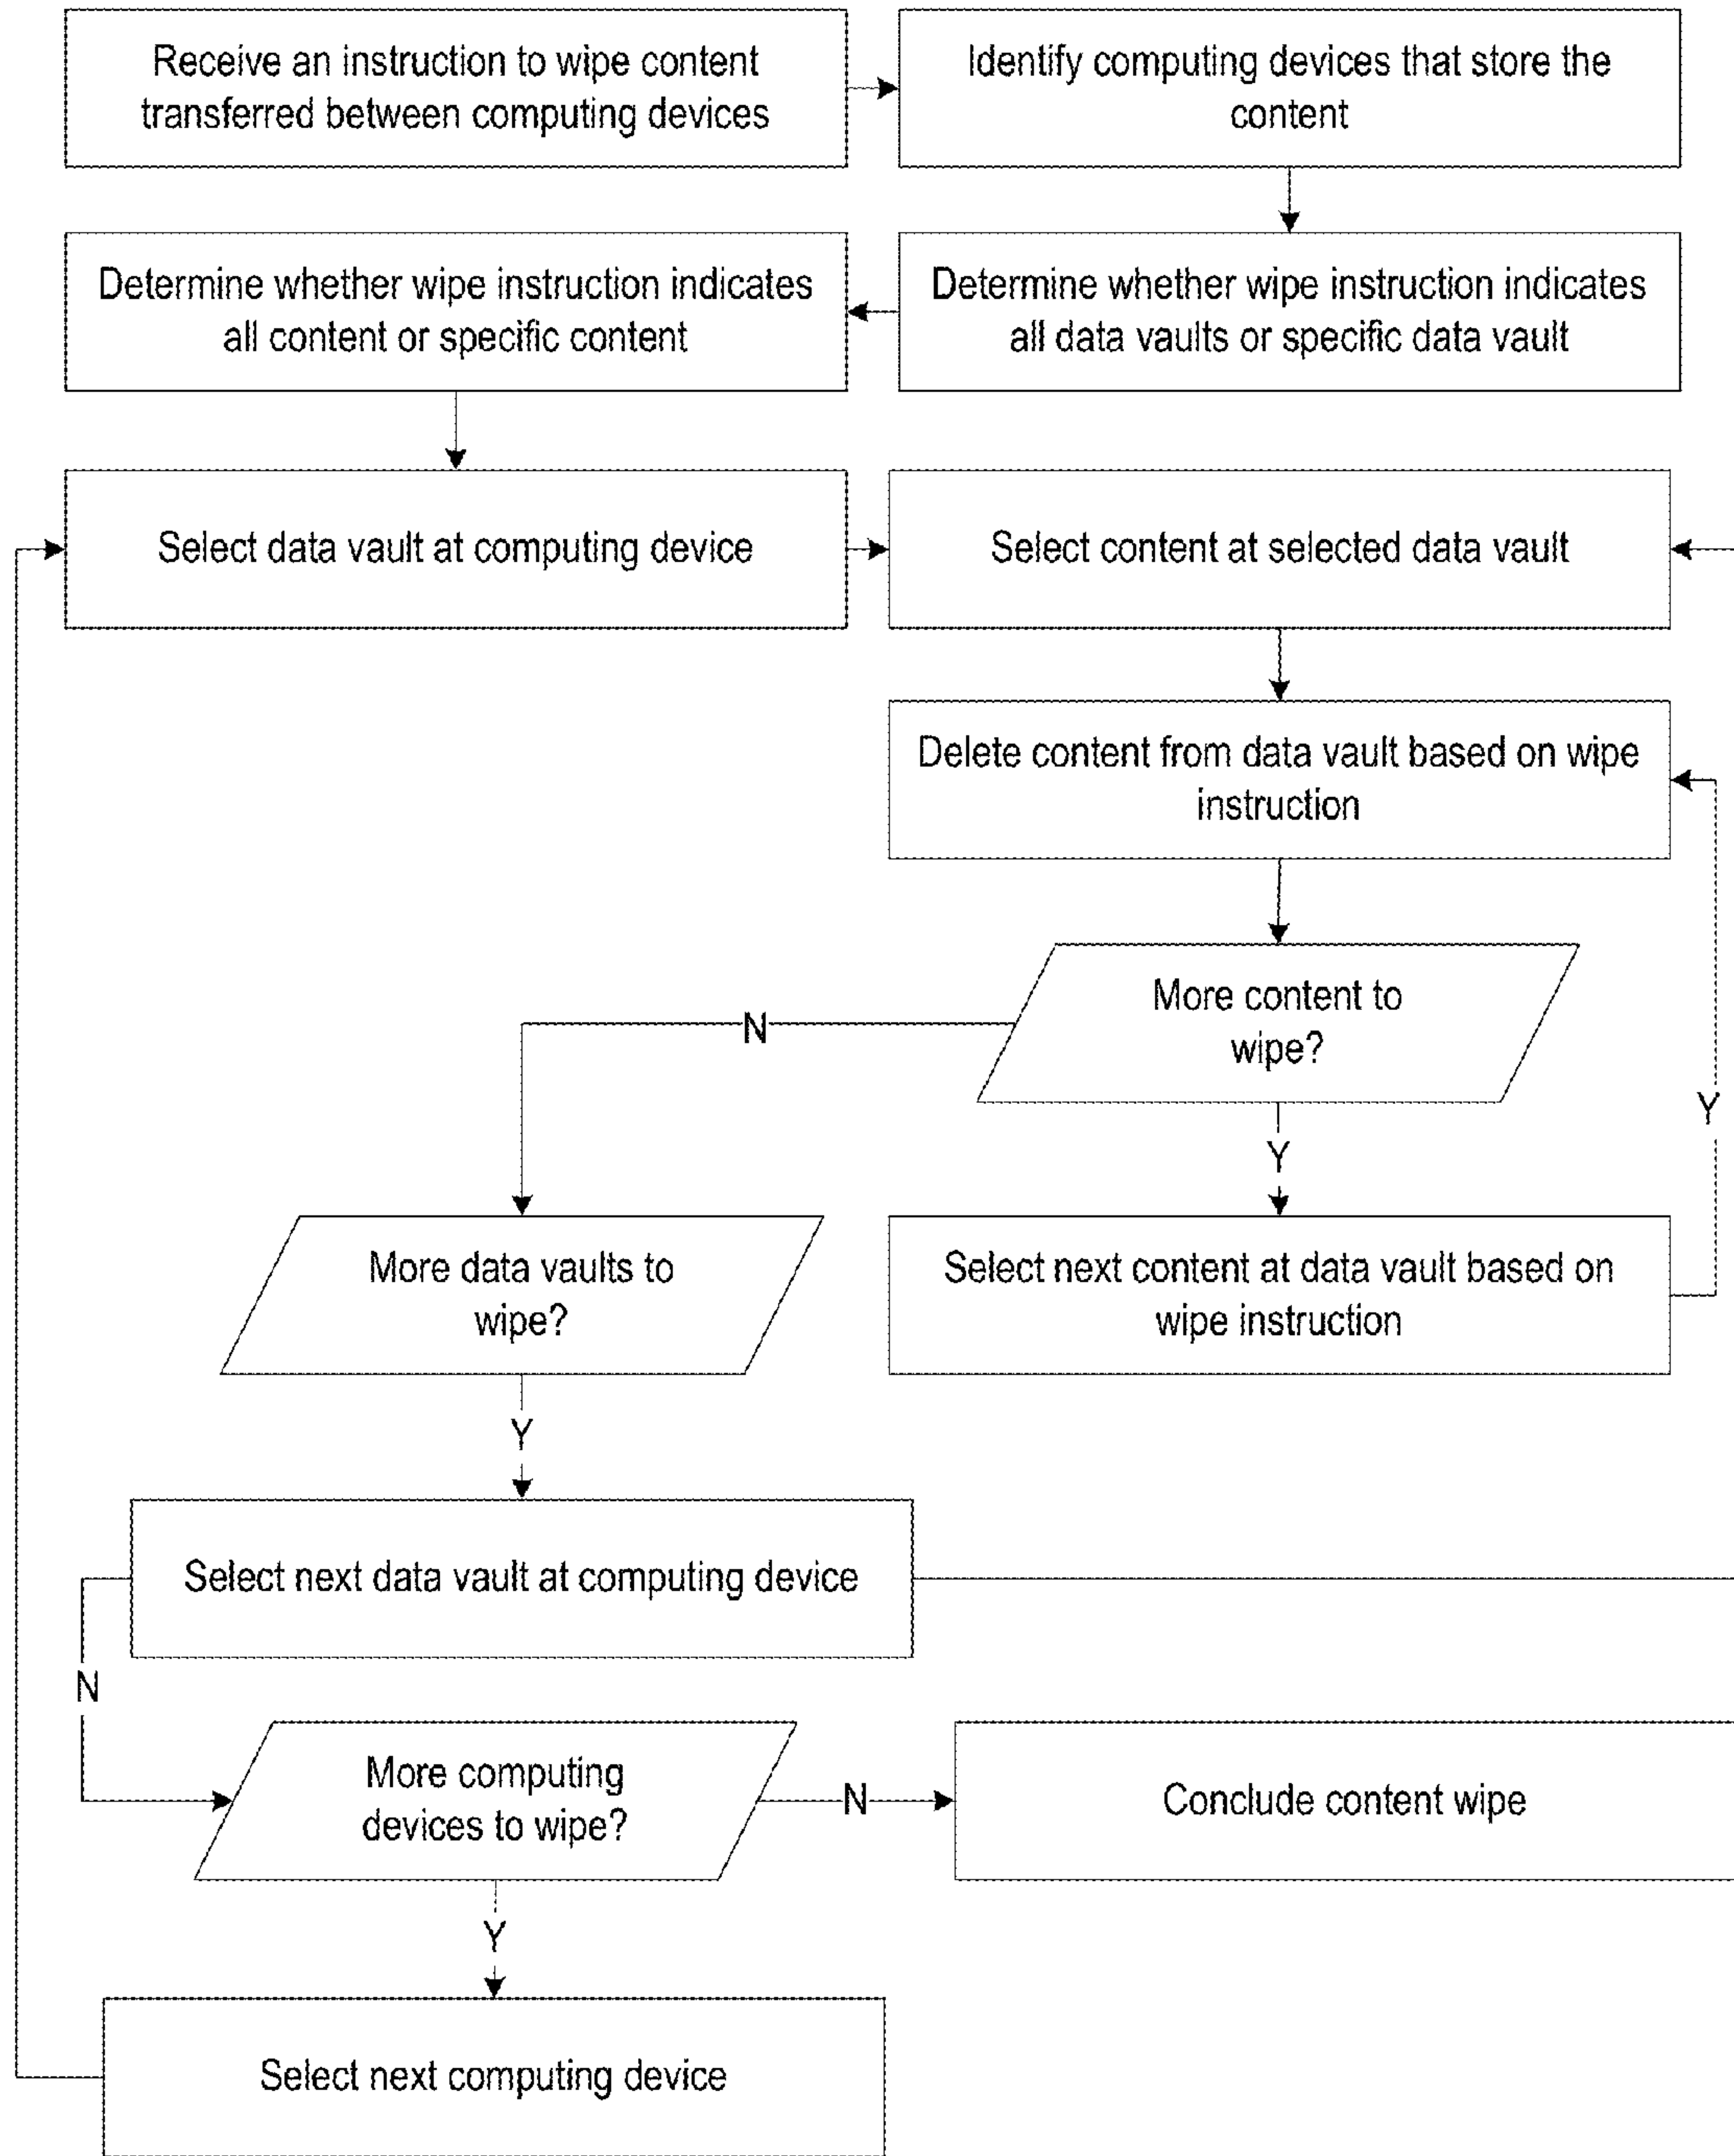 Receive an instruction to wipe content
transferred between computing devices
Identify computing devices that store the
content
Determine whether wipe instruction indicates
all content or specific content
Determine whether wipe instruction indicates
all data vaults or specific data vault
Select data vault at computing device
Select content at selected data vault
Delete content from data vault based on wipe
instruction
More content to
wipe?
N
Y
Y
More data vaults to
wipe?
Select next content at data vault based on
wipe instruction
Y
Select next data vault at computing device
N
More computing
devices to wipe?
N
Conclude content wipe
Y
Select next computing device